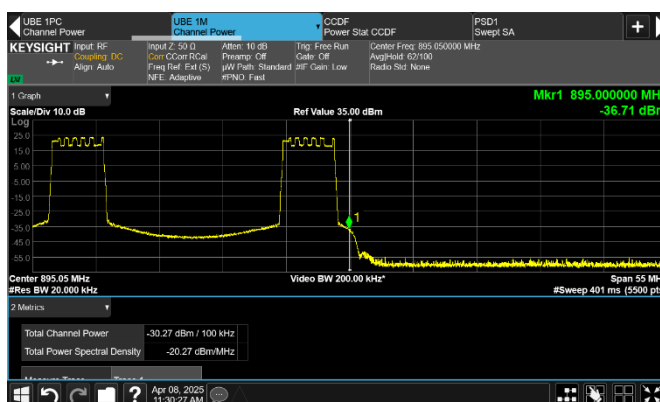 UBE 1PC
Channel Power
UBE 1M
Channel Power
CCDF
Power Stat CCDF
PSD1
Swept SA
KEYSIGHT
Input: RF
Coupling: DC
Align: Auto
Input Z: 50 Ω
Corr CCorr RCal
Freq Ref: Ext (S)
NFE: Adaptive
Atten: 10 dB
Preamp: Off
µW Path: Standard
#PNO: Fast
Trig: Free Run
Gate: Off
#IF Gain: Low
Center Freq: 895.050000 MHz
Avg|Hold: 62/100
Radio Std: None
LXI
1 Graph
Mkr1 895.000000 MH
-36.71 dBr
Scale/Div 10.0 dB
Ref Value 35.00 dBm
Log
25.0
15.0
5.00
-5.00
-15.0
-25.0
-35.0
-45.0
-55.0
1
Center 895.05 MHz
Video BW 200.00 kHz*
Span 55 MH
#Res BW 20.000 kHz
#Sweep 401 ms (5500 pts
2 Metrics
Total Channel Power
-30.27 dBm / 100 kHz
Total Power Spectral Density
-20.27 dBm/MHz
Measure Trace
Trace 1
Apr 08, 2025
11:30:27 AM